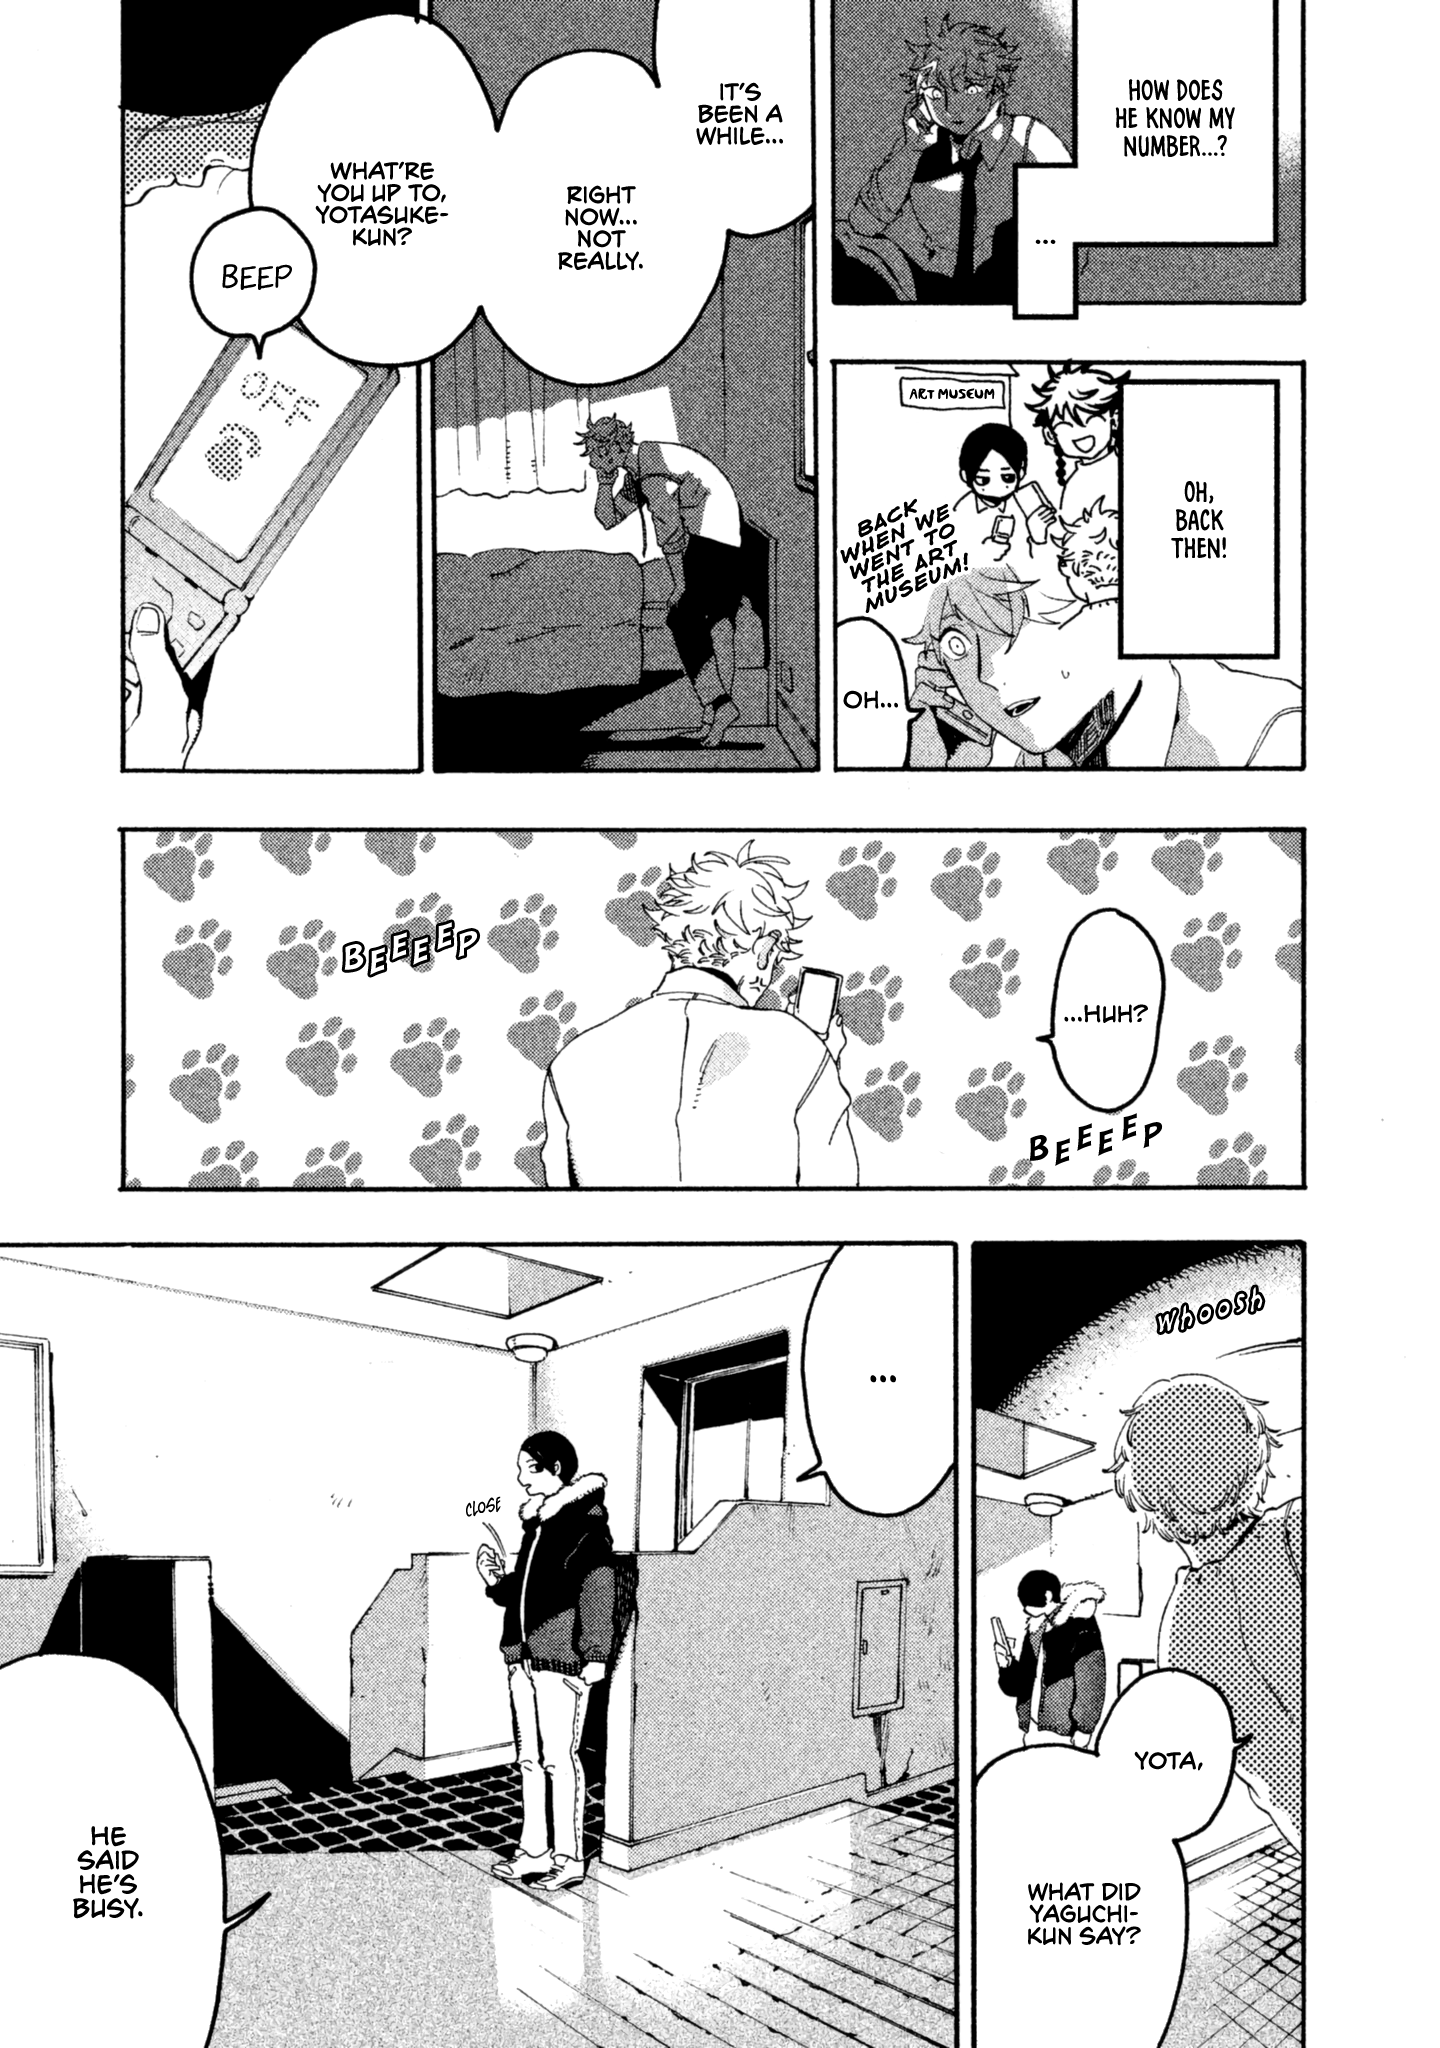 HOW DOES
HE KNOW MY
NUMBER...?
...
ART MUSEUM
OH,
BACK
THEN!
BACK
WHEN WE
WENT TO
THE ART
MUSEUM!
OH...
IT'S
BEEN A
WHILE...
RIGHT
NOW...
NOT
REALLY.
WHAT'RE
YOU UP TO,
YOTASUKE-
KUN?
BEEP
OFF
...HUH?
BEEEEP
BEEEEP
Whoosh
YOTA,
WHAT DID
YAGUCHI-
KUN SAY?
...
CLOSE
HE
SAID
HE'S
BUSY.